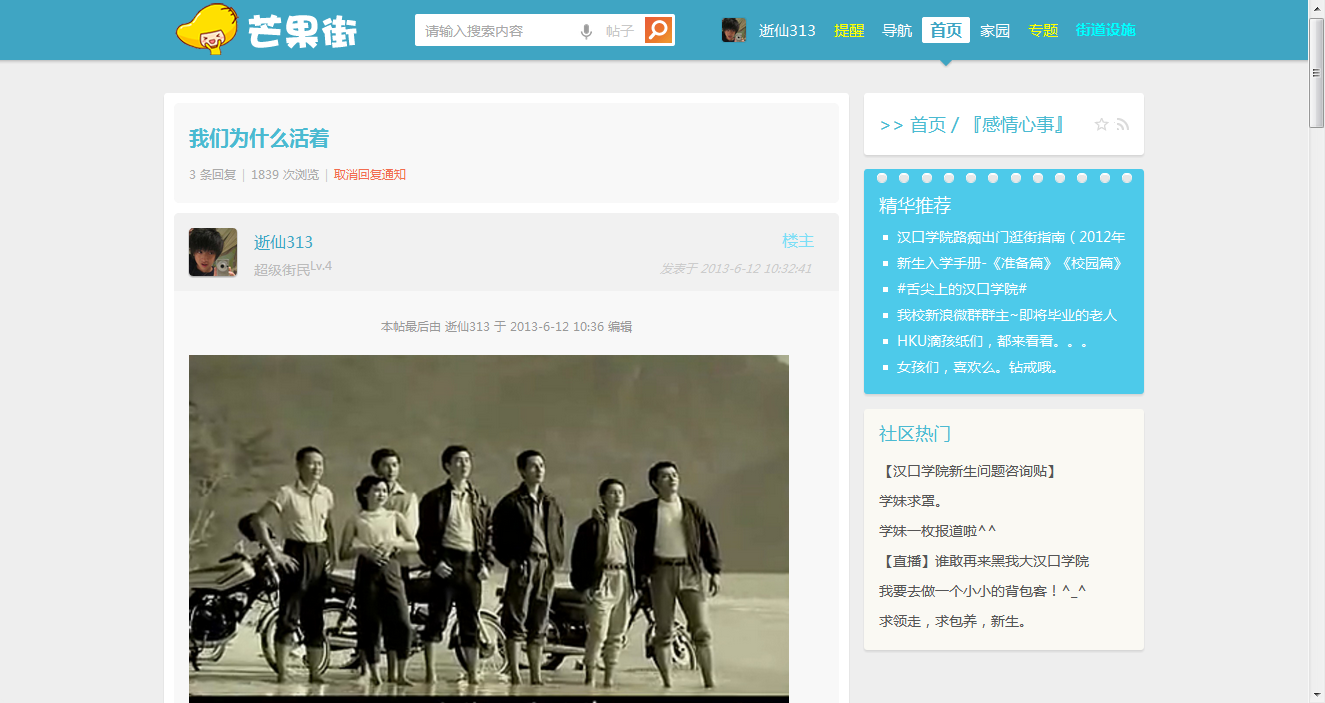 芒果街
请输入搜索内容 帖子
逝仙313 提醒 导航 首页 家园 专题 街道设施
我们为什么活着
3 条回复 | 1839 次浏览 | 取消回复通知
逝仙313
楼主
超级街民Lv.4
发表于 2013-6-12 10:32:41
本帖最后由 逝仙313 于 2013-6-12 10:36 编辑
>> 首页 / 『感情心事』
精华推荐
汉口学院路痴出门逛街指南（2012年
新生入学手册-《准备篇》《校园篇》
#舌尖上的汉口学院#
我校新浪微群群主~即将毕业的老人
HKU滴孩纸们，都来看看。。。
女孩们，喜欢么。钻戒哦。
社区热门
【汉口学院新生问题咨询贴】
学妹求罩。
学妹一枚报道啦^^
【直播】谁敢再来黑我大汉口学院
我要去做一个小小的背包客！^_^
求领走，求包养，新生。